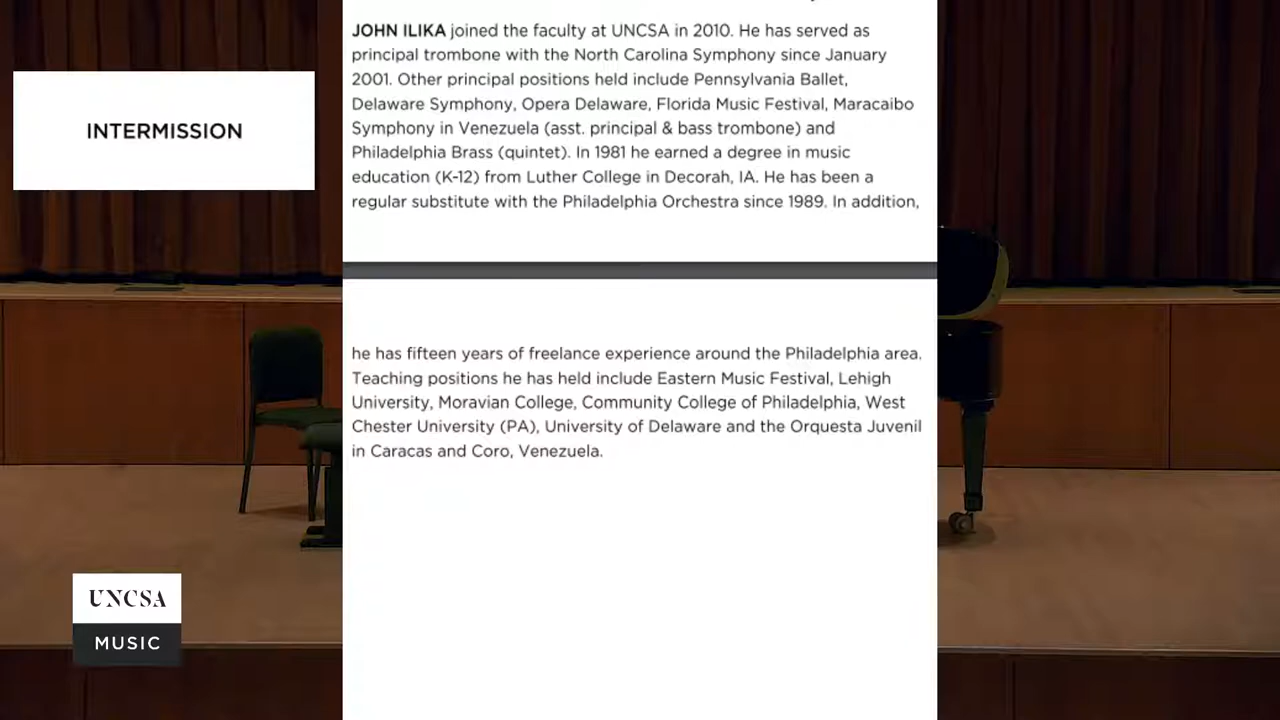 INTERMISSION
JOHN ILIKA joined the faculty at UNCSA in 2010. He has served as
principal trombone with the North Carolina Symphony since January
2001. Other principal positions held include Pennsylvania Ballet,
Delaware Symphony, Opera Delaware, Florida Music Festival, Maracaibo
Symphony in Venezuela (asst. principal & bass trombone) and
Philadelphia Brass (quintet). In 1981 he earned a degree in music
education (K-12) from Luther College in Decorah, IA. He has been a
regular substitute with the Philadelphia Orchestra since 1989. In addition,
he has fifteen years of freelance experience around the Philadelphia area.
Teaching positions he has held include Eastern Music Festival, Lehigh
University, Moravian College, Community College of Philadelphia, West
Chester University (PA), University of Delaware and the Orquesta Juvenil
in Caracas and Coro, Venezuela.
UNCSA
MUSIC